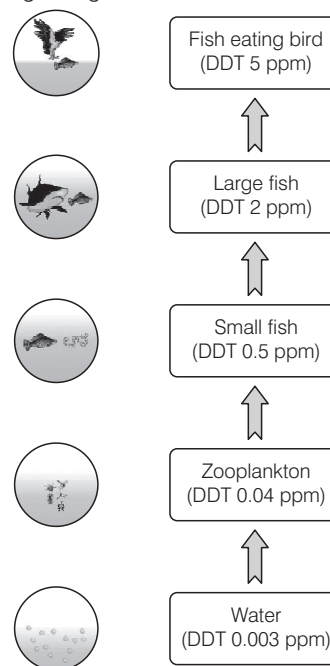 Fish eating bird
(DDT 5 ppm)
Large fish
(DDT 2 ppm)
Small fish
(DDT 0.5 ppm)
Zooplankton
(DDT 0.04 ppm)
Water
(DDT 0.003 ppm)